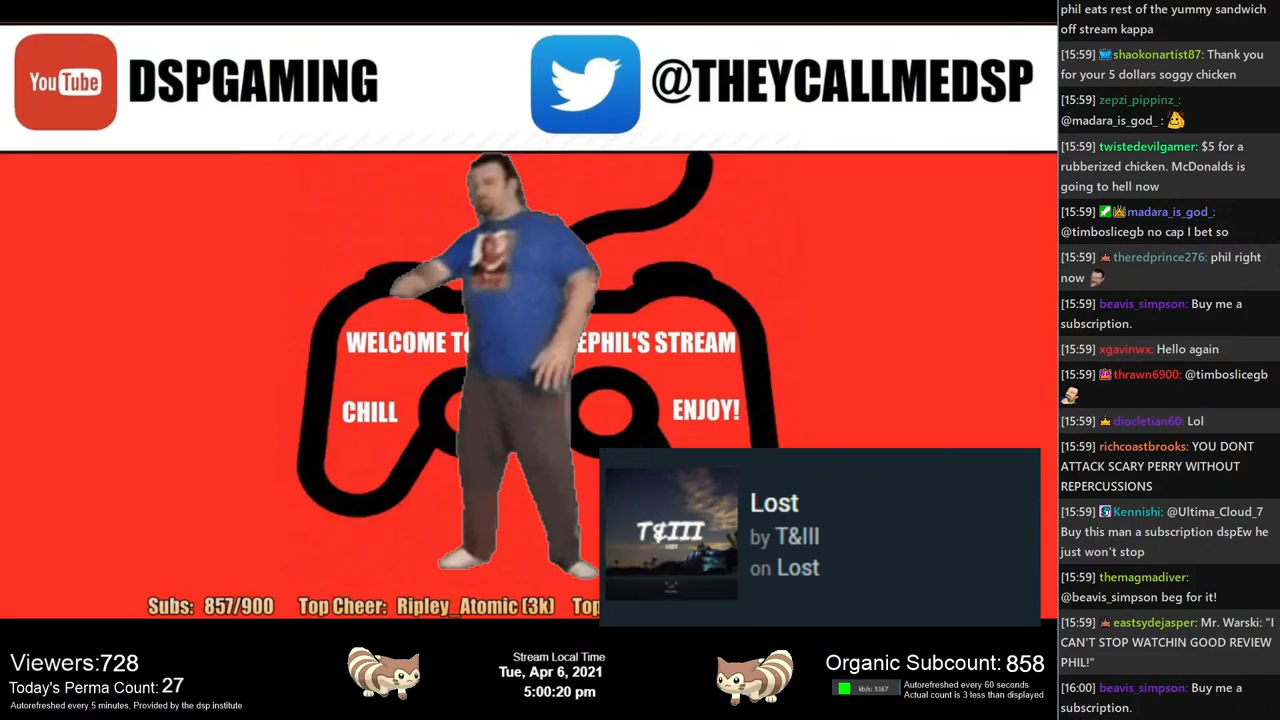 YouTube DSPGAMING
@THEYCALLMEDSP
WELCOME TO
EPHIL'S STREAM
CHILL
ENJOY!
T&III
LOST
Lost
by T&III
on Lost
Subs: 857/900 Top Cheer: Ripley_Atomic (3k) Top
Viewers:728
Today's Perma Count: 27
Autorefreshed every 5 minutes, Provided by the dsp.institute
Stream Local Time
Tue, Apr 6, 2021
5:00:20 pm
Organic Subcount: 858
kb/s: 5167
Autorefreshed every 60 seconds
Actual count is 3 less than displayed
phil eats rest of the yummy sandwich
off stream kappa
[15:59] shaokonartist87: Thank you
for your 5 dollars soggy chicken
[15:59] zepzi_pippinz_:
@madara_is_god_ :
[15:59] twistedevilgamer: $5 for a
rubberized chicken. McDonalds is
going to hell now
[15:59] madara_is_god_:
@timboslicegb no cap I bet so
[15:59] theredprince276: phil right
now
[15:59] beavis_simpson: Buy me a
subscription.
[15:59] xgavinwx: Hello again
[15:59] thrawn6900: @timboslicegb
[15:59] diocletian60: Lol
[15:59] richcoastbrooks: YOU DONT
ATTACK SCARY PERRY WITHOUT
REPERCUSSIONS
[15:59] Kennishi: @Ultima_Cloud_7
Buy this man a subscription dspbw he
just won't stop
[15:59] themagmadiver:
@beavis_simpson beg for it!
[15:59] eastsydejasper: Mr. Warski: "I
CAN'T STOP WATCHIN GOOD REVIEW
PHIL!"
[16:00] beavis_simpson: Buy me a
subscription.